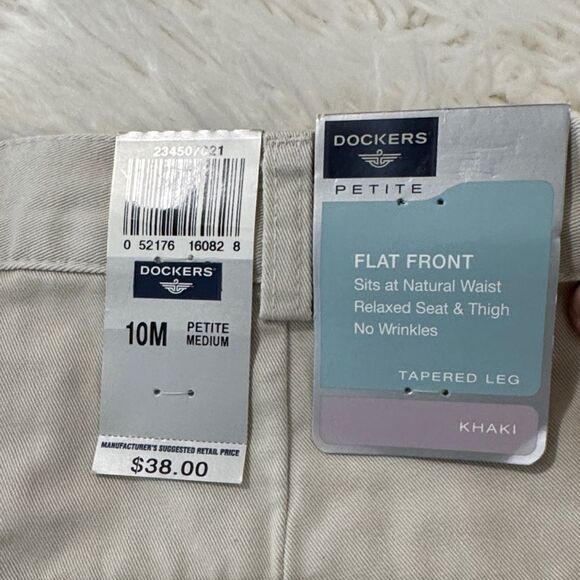 23450/021
0 52176 16082 8
DOCKERS®
10M PETITE MEDIUM
MANUFACTURER'S SUGGESTED RETAIL PRICE
$38.00
DOCKERS®
PETITE
FLAT FRONT
Sits at Natural Waist
Relaxed Seat & Thigh
No Wrinkles
TAPERED LEG
KHAKI